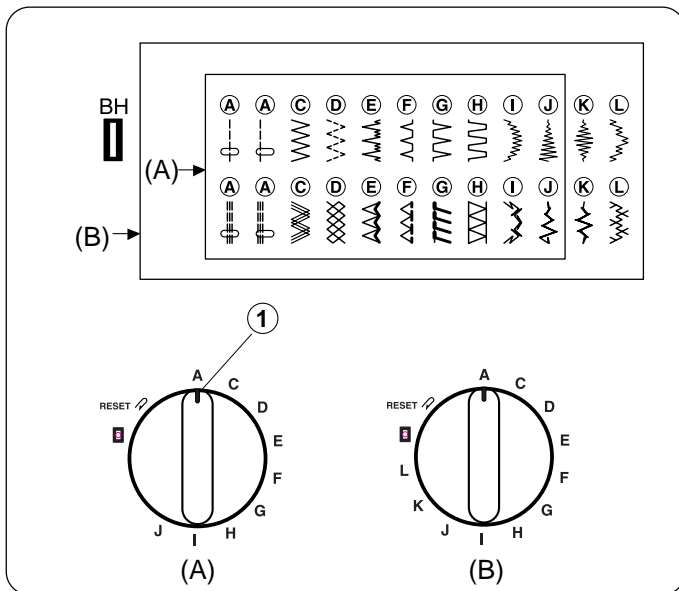 BH
A A C D E F G H I J K L
(A)
A A C D E F G H I J K L
(B)
1
A
C
D
E
F
G
H
I
J
RESET
(A)
A
C
D
E
F
G
H
I
J
K
L
RESET
(B)